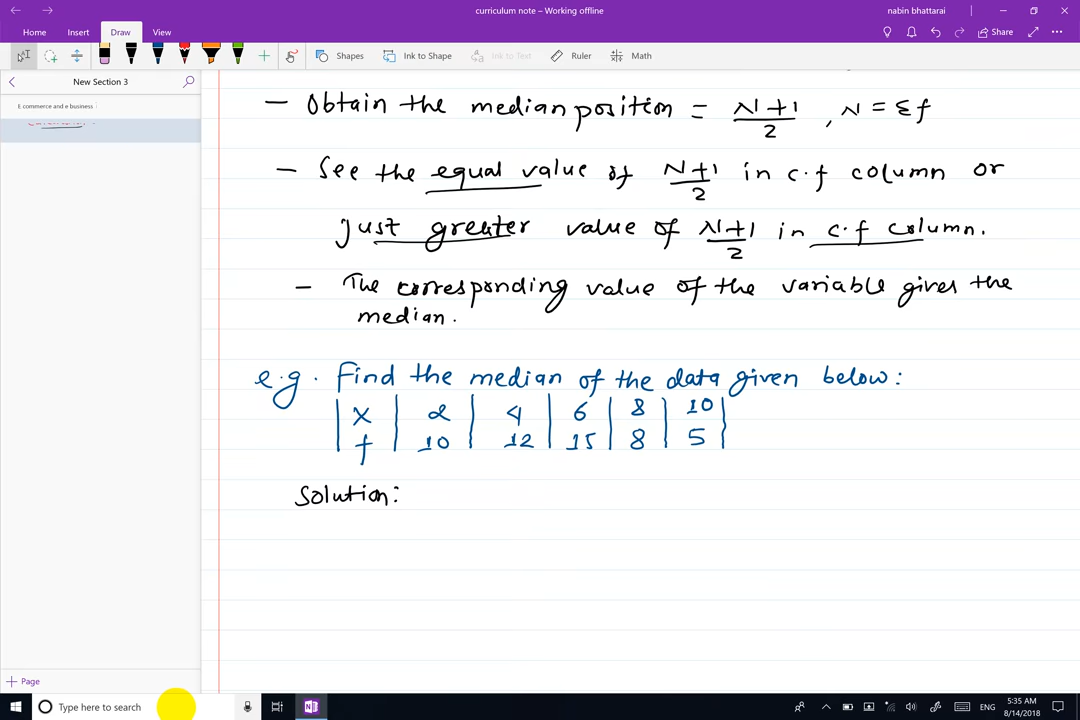 curriculum note – Working offline
nabin bhattarai
Home Insert Draw View
Share
Shapes Ink to Shape Ink to Text Ruler Math
New Section 3
E commerce and e business
- Obtain the median position = N+1/2 , N = Σf
- See the equal value of N+1/2 in c.f column or
just greater value of N+1/2 in c.f column.
- The corresponding value of the variable gives the
median.
e.g. Find the median of the data given below:
| X | 2 | 4 | 6 | 8 | 10 |
| f | 10 | 12 | 15 | 8 | 5 |
Solution:
+ Page
Type here to search
ENG
5:35 AM
8/14/2018